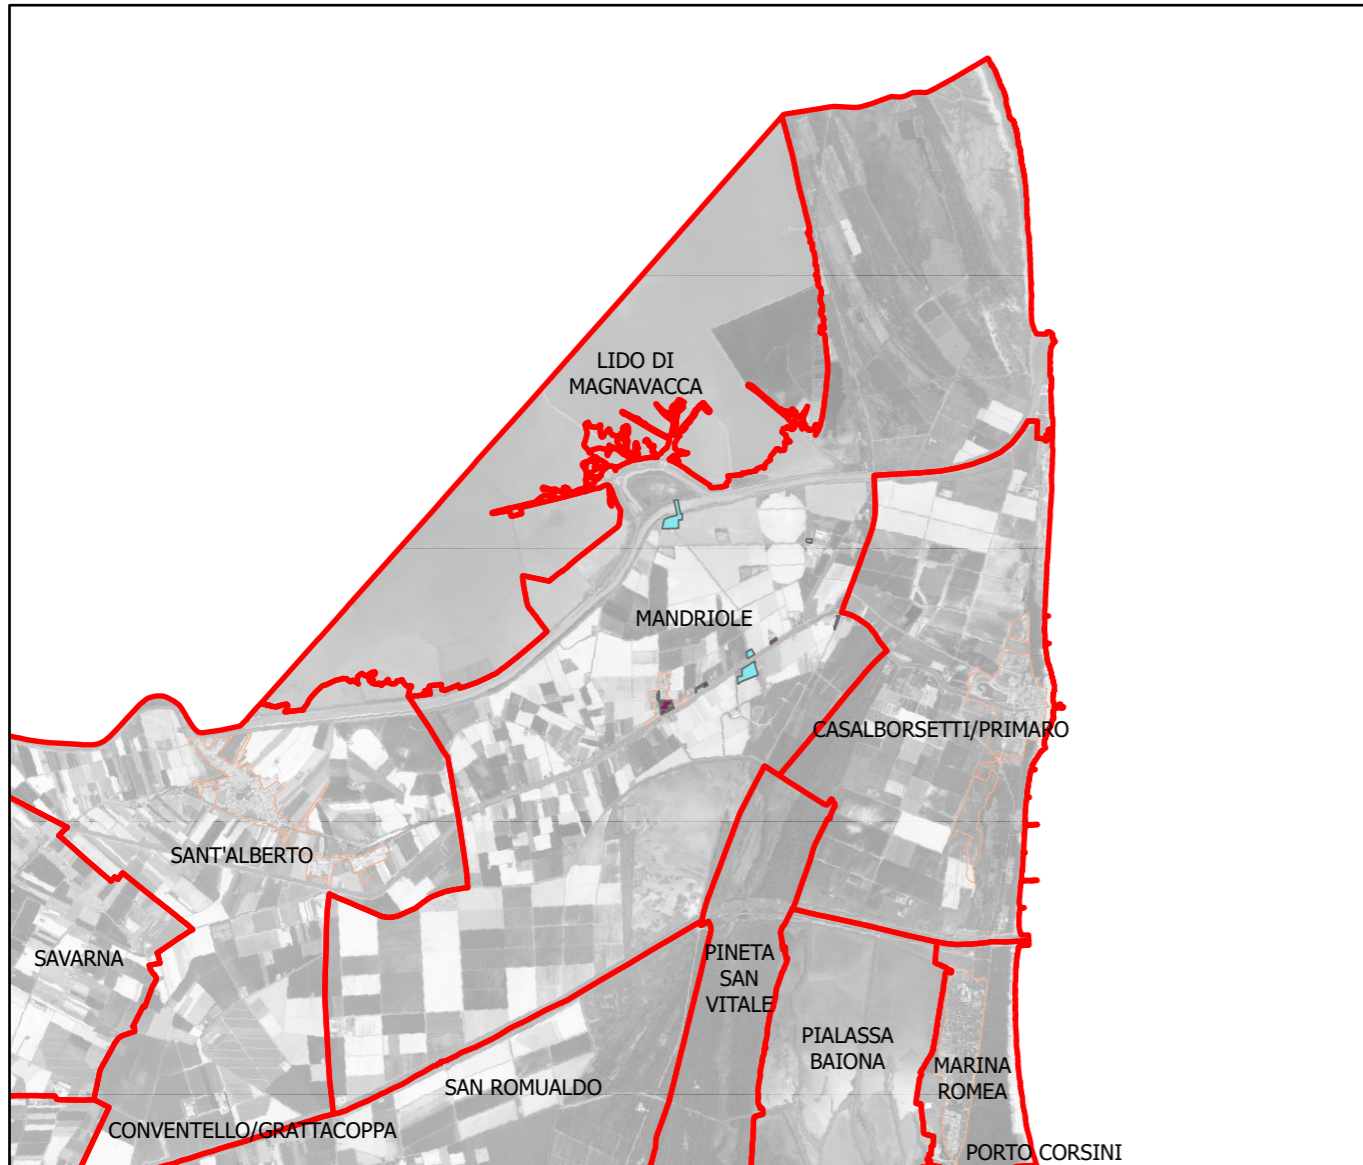 LIDO DI
MAGNAVACCA
MANDRIOLE
CASALBORSETTI/PRIMARO
SANT'ALBERTO
SAVARNA
PINETA
SAN
VITALE
PIALASSA
BAIONA
MARINA
ROMEA
SAN ROMUALDO
CONVENTELLO/GRATTACOPPA
PORTO CORSINI